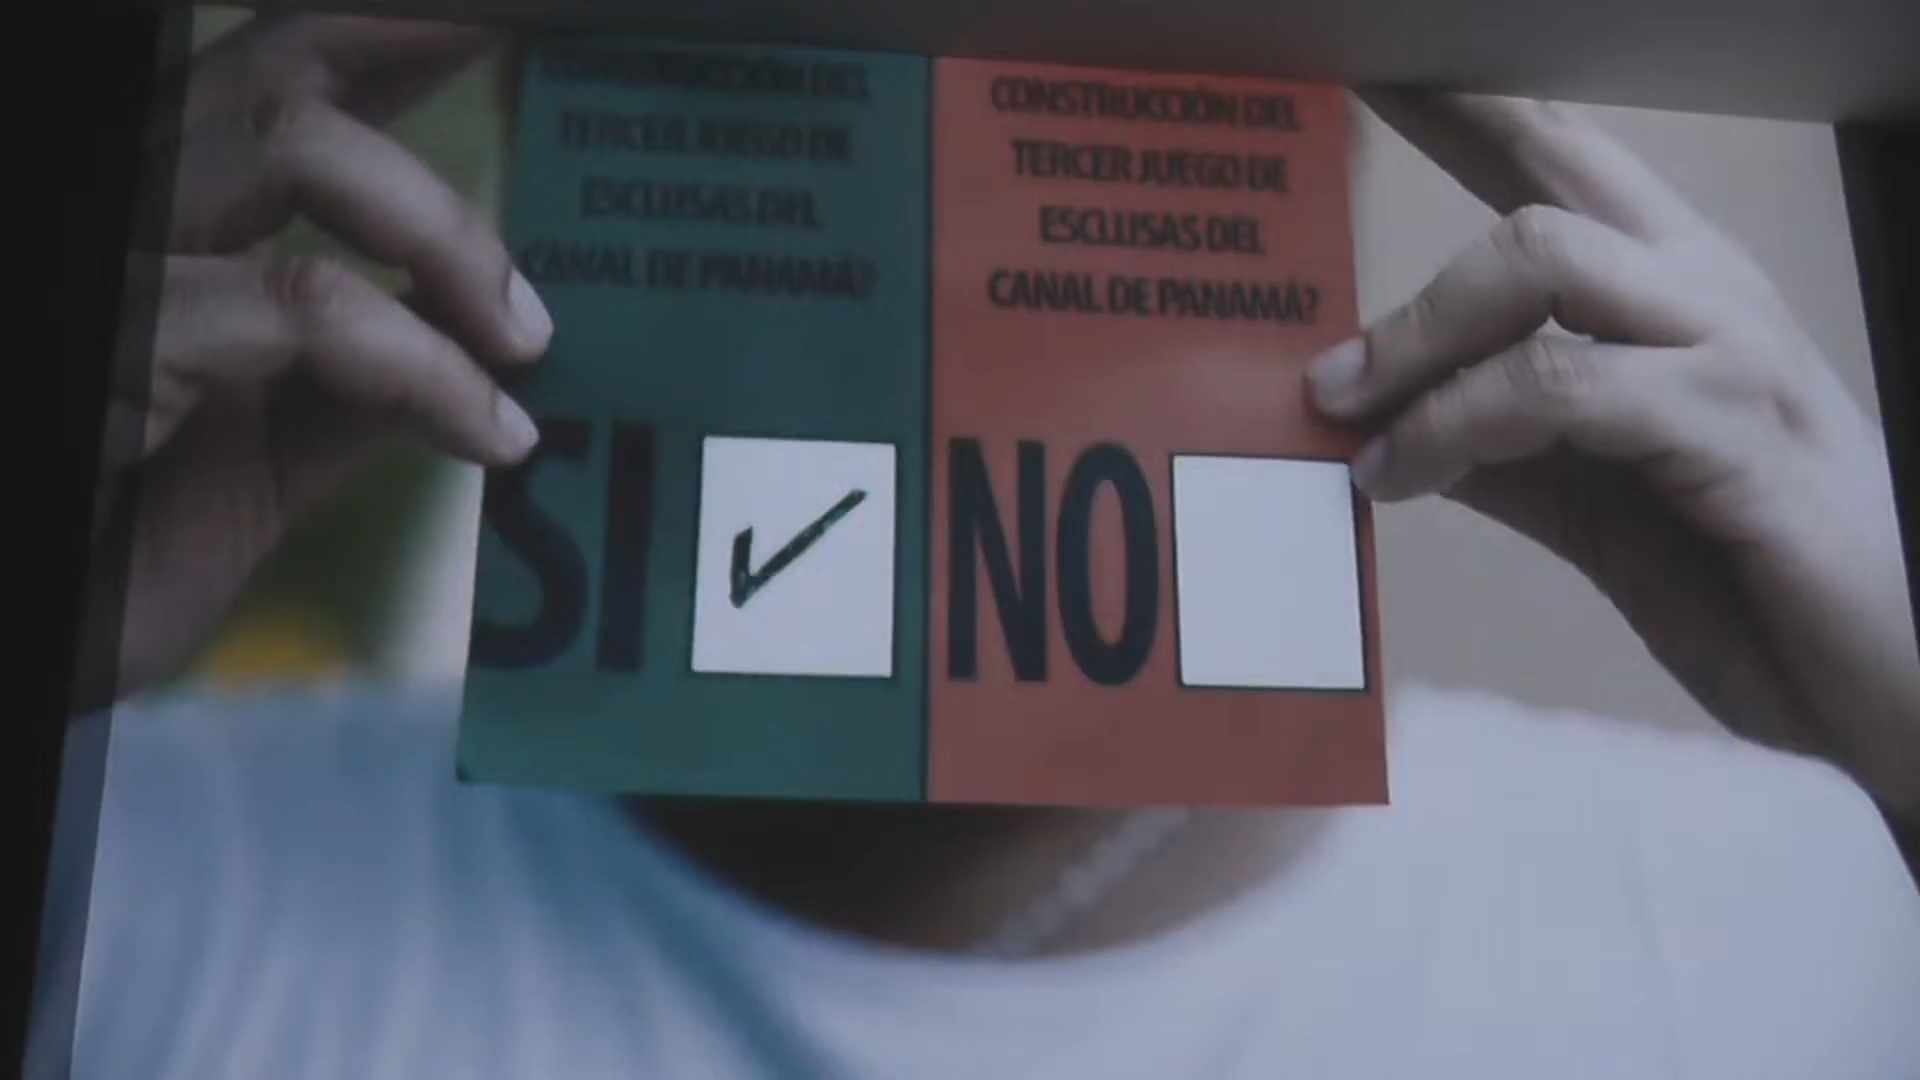 CONSTRUCCIÓN DEL
TERCER JUEGO DE
ESCLUSAS DEL
CANAL DE PANAMÁ?
SI
CONSTRUCCIÓN DEL
TERCER JUEGO DE
ESCLUSAS DEL
CANAL DE PANAMÁ?
NO